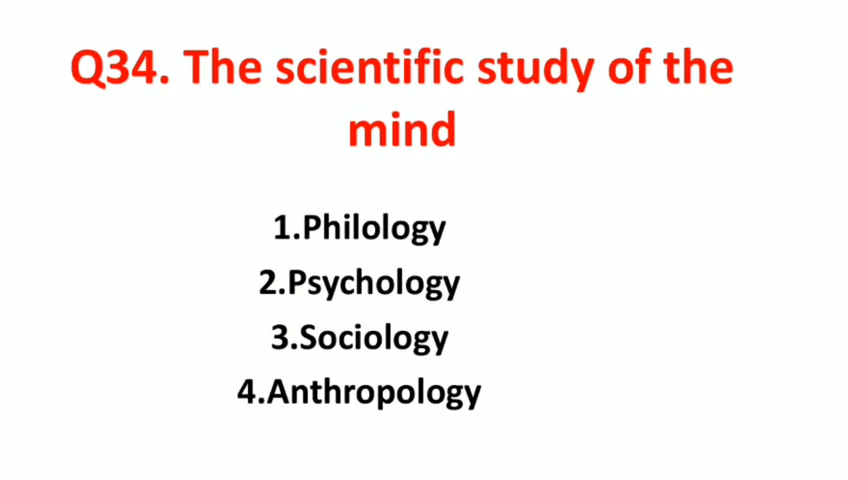 Q34. The scientific study of the
mind
1.Philology
2.Psychology
3.Sociology
4.Anthropology